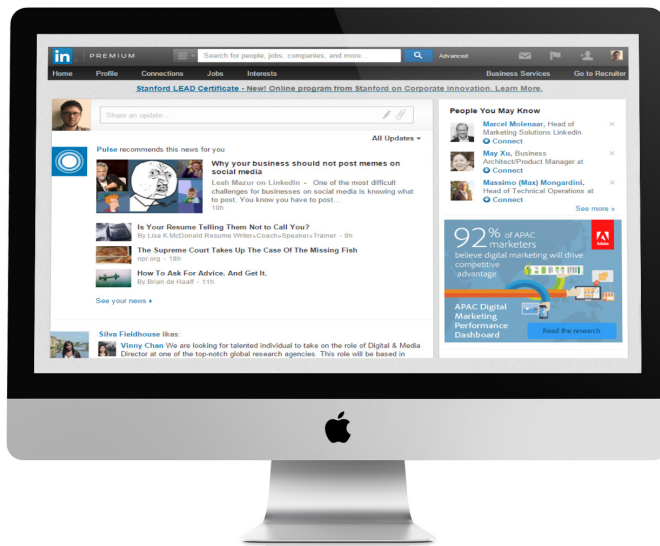 in PREMIUM Search for people, jobs, companies, and more... Advanced
Home Profile Connections Jobs Interests Business Services Go to Recruiter
Stanford LEAD Certificate - New! Online program from Stanford on Corporate Innovation. Learn More.
Share an update...
All Updates
Pulse recommends this news for you
Why your business should not post memes on
social media
Leah Mazur on LinkedIn - One of the most difficult
challenges for businesses on social media is knowing what
to post. You know you have to post...
19h
Is Your Resume Telling Them Not to Call You?
By Lisa K McDonald Resume Writer+Coach+Speaker+Trainer - 9h
The Supreme Court Takes Up The Case Of The Missing Fish
npr.org - 18h
How To Ask For Advice. And Get It.
By Brian de Haaff - 11h
See your news
Silva Fieldhouse likes:
Vinny Chan We are looking for talented individual to take on the role of Digital & Media
Director at one of the top-notch global research agencies. This role will be based in
People You May Know
Marcel Molenaar, Head of
Marketing Solutions LinkedIn
Connect
May Xu, Business
Architect/Product Manager at
Connect
Massimo (Max) Mongardini,
Head of Technical Operations at
Connect
See more »
92% of APAC
marketers
believe digital marketing will drive
competitive
advantage
Adobe
APAC Digital
Marketing
Performance
Dashboard
Read the research